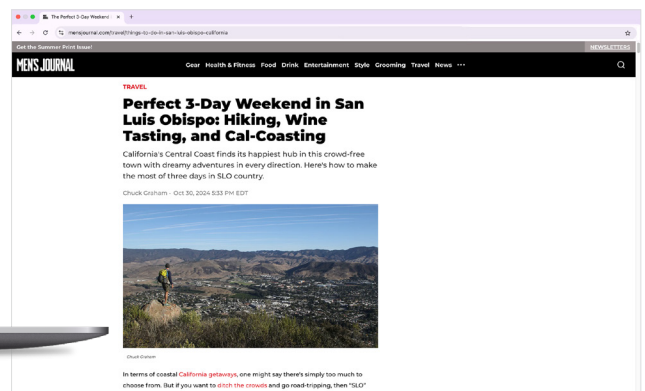 The Perfect 3-Day Weekend
mensjournal.com/travel/things-to-do-in-san-luis-obispo-california
Get the Summer Print Issue!
NEWSLETTERS
MEN'S JOURNAL
Gear Health & Fitness Food Drink Entertainment Style Grooming Travel News
TRAVEL
Perfect 3-Day Weekend in San
Luis Obispo: Hiking, Wine
Tasting, and Cal-Coasting
California's Central Coast finds its happiest hub in this crowd-free
town with dreamy adventures in every direction. Here's how to make
the most of three days in SLO country.
Chuck Graham - Oct 30, 2024 5:33 PM EDT
Chuck Graham
In terms of coastal California getaways, one might say there's simply too much to
choose from. But if you want to ditch the crowds and go road-tripping, then "SLO"